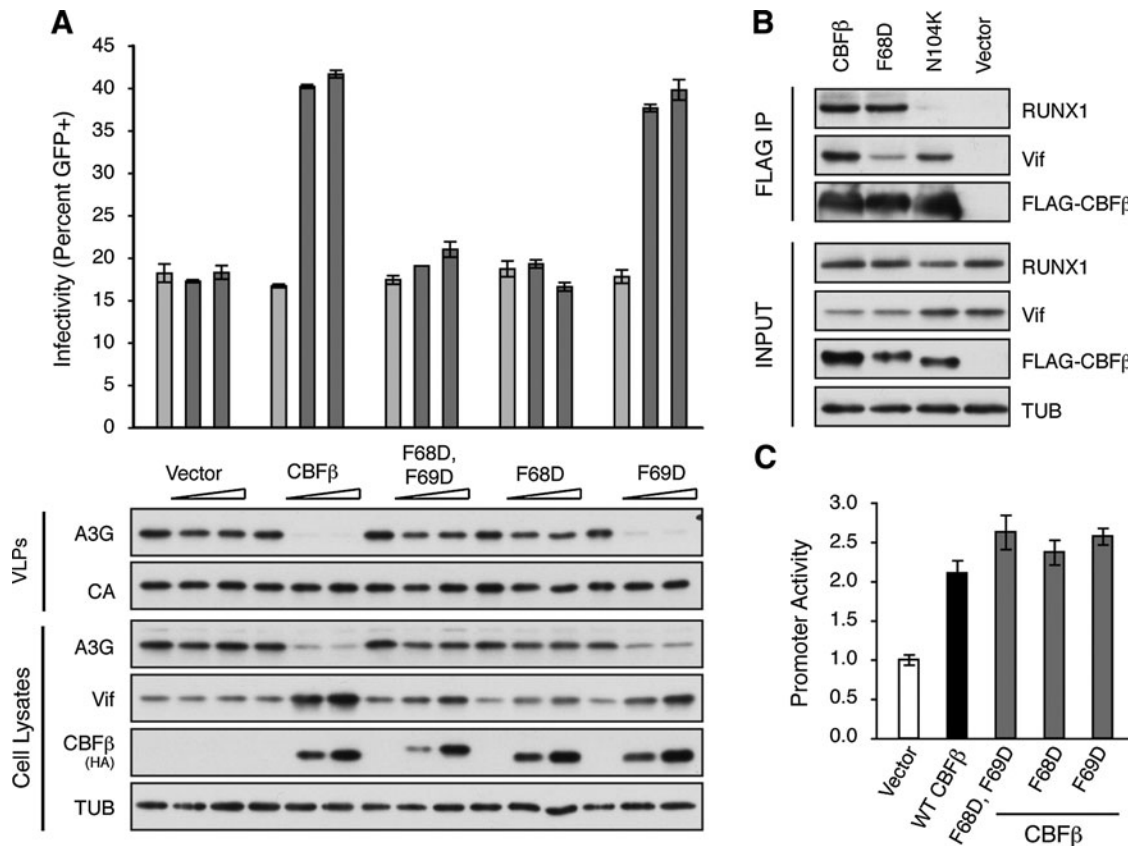 A
Infectivity (Percent GFP+)
45
40
35
30
25
20
15
10
5
0
Vector
CBFβ
F68D,
F69D
F68D
F69D
VLPs
A3G
CA
Cell Lysates
A3G
Vif
CBFβ
(HA)
TUB
B
CBFβ
F68D
N104K
Vector
FLAG IP
RUNX1
Vif
FLAG-CBFβ
INPUT
RUNX1
Vif
FLAG-CBFβ
TUB
C
Promoter Activity
3.0
2.5
2.0
1.5
1.0
0.5
0.0
Vector
WT CBFβ
F68D, F69D
F68D
F69D
CBFβ